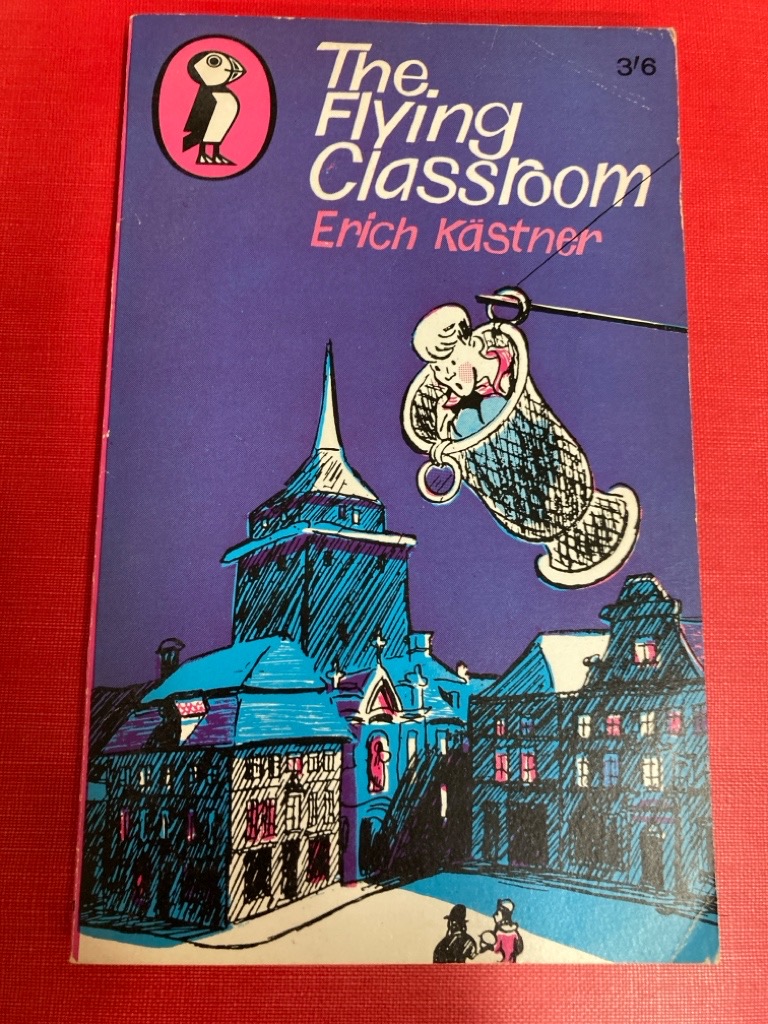 3/6
The
Flying
Classroom
Erich Kästner